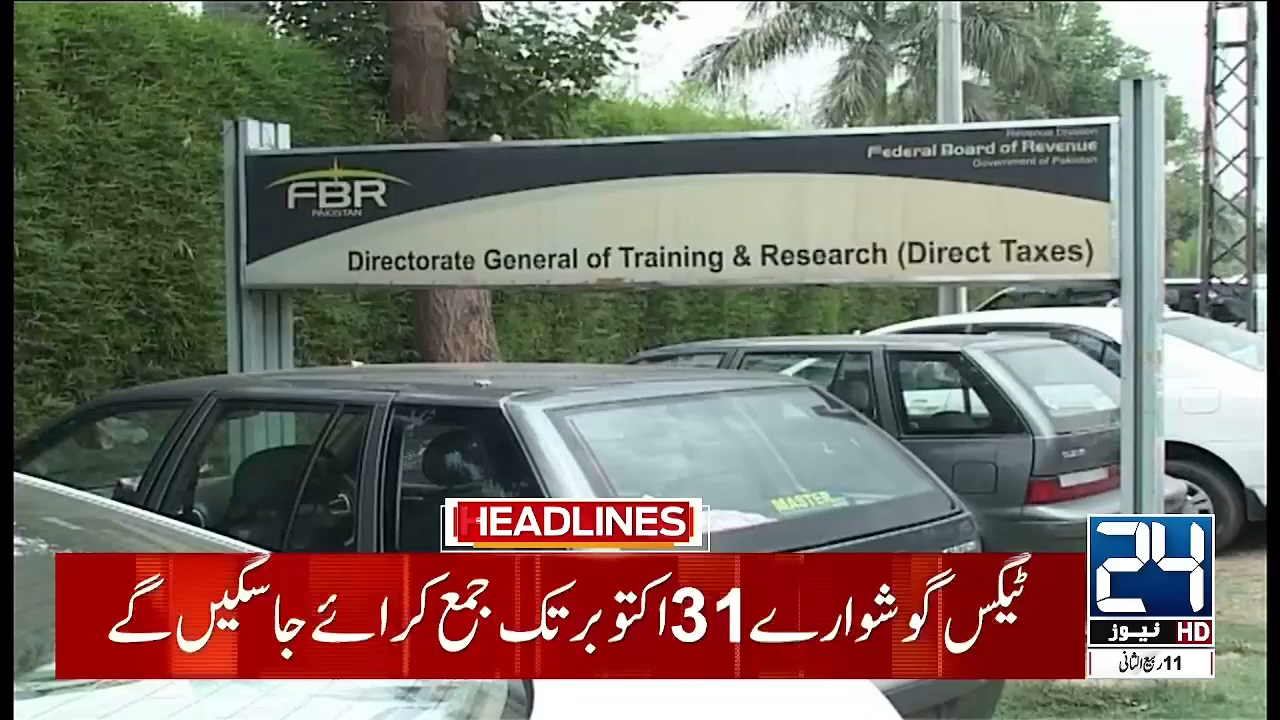 Revenue Division
Federal Board of Revenue
Government of Pakistan
FBR
PAKISTAN
Directorate General of Training & Research (Direct Taxes)
MASTER
HEADLINES
ٹیکس گوشوارے 31 اکتوبر تک جمع کرائے جا سکیں گے
24
نیوز HD
11 ربیع الثانی